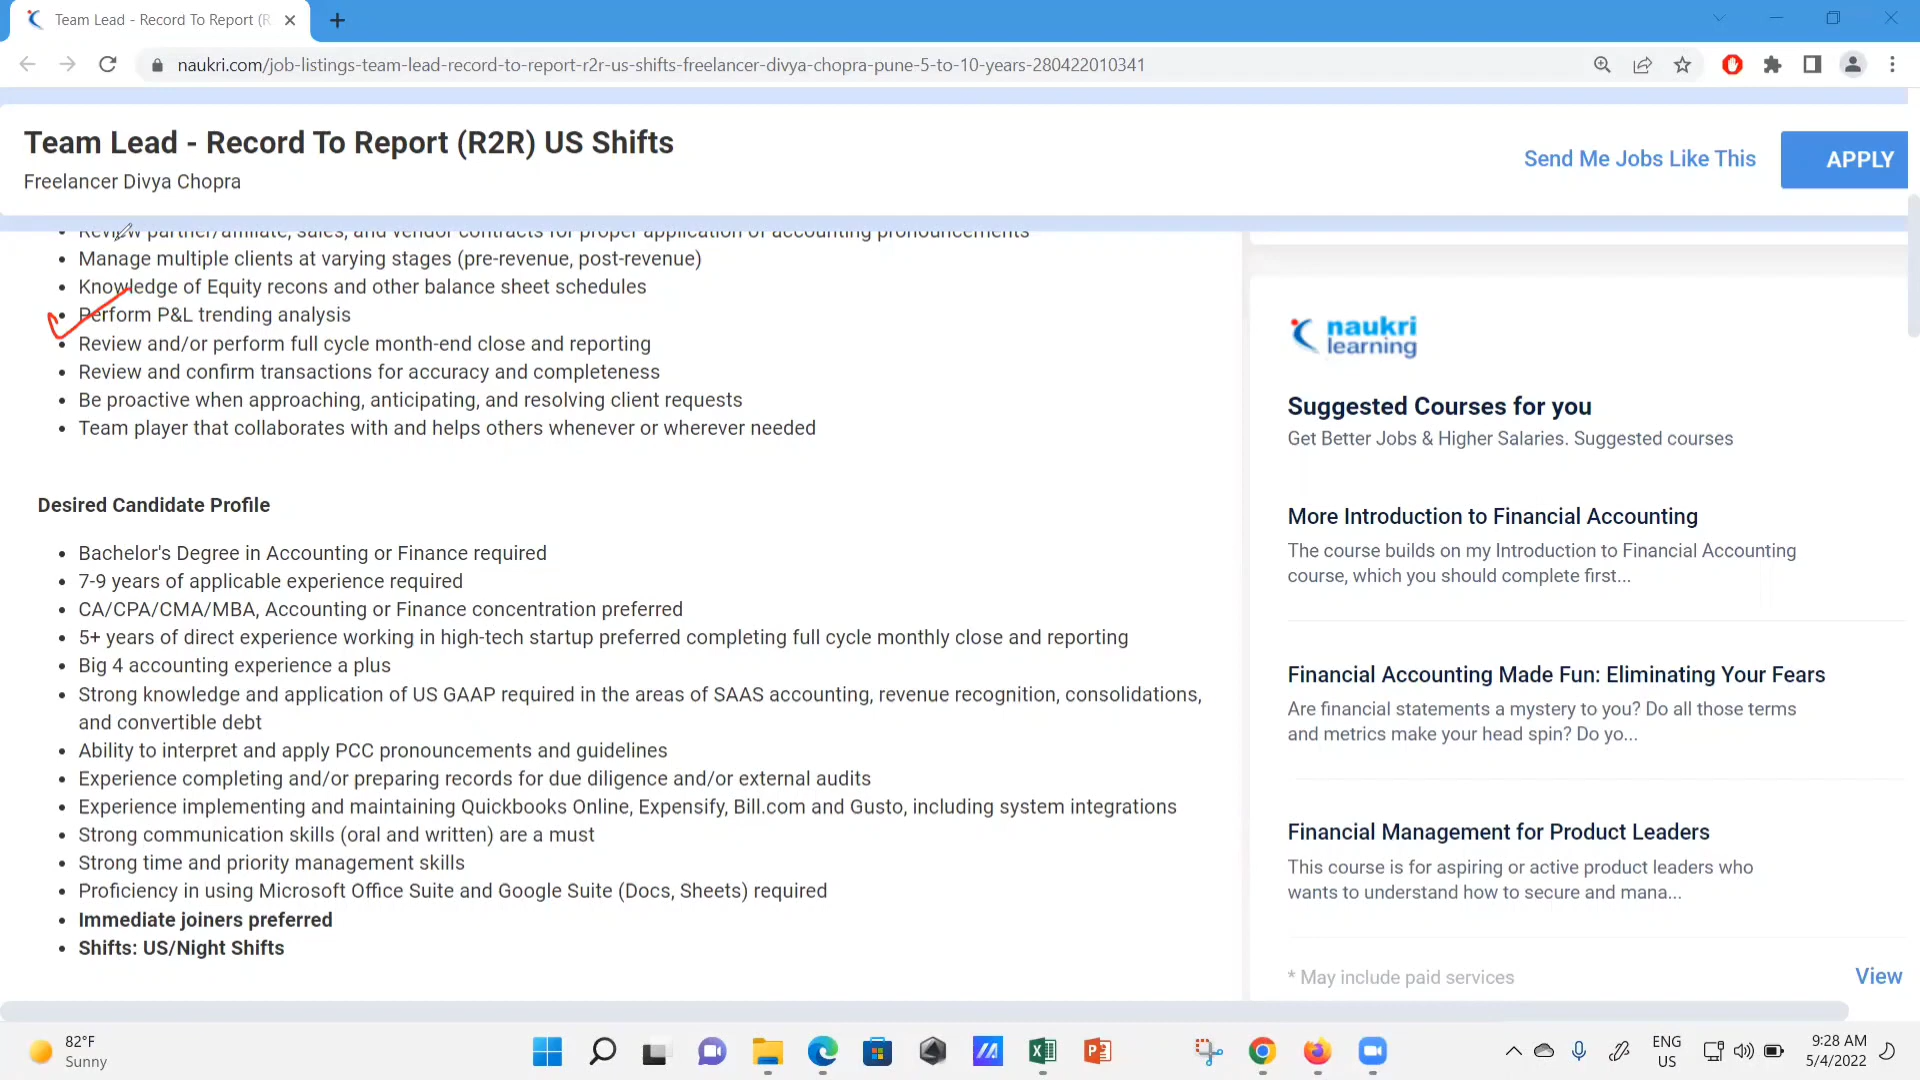 Team Lead - Record To Report (R
naukri.com/job-listings-team-lead-record-to-report-r2r-us-shifts-freelancer-divya-chopra-pune-5-to-10-years-280422010341
Team Lead - Record To Report (R2R) US Shifts
Freelancer Divya Chopra
Send Me Jobs Like This
APPLY
Review partner/affiliate, sales, and vendor contracts for proper application of accounting pronouncements
Manage multiple clients at varying stages (pre-revenue, post-revenue)
Knowledge of Equity recons and other balance sheet schedules
Perform P&L trending analysis
Review and/or perform full cycle month-end close and reporting
Review and confirm transactions for accuracy and completeness
Be proactive when approaching, anticipating, and resolving client requests
Team player that collaborates with and helps others whenever or wherever needed
Desired Candidate Profile
Bachelor's Degree in Accounting or Finance required
7-9 years of applicable experience required
CA/CPA/CMA/MBA, Accounting or Finance concentration preferred
5+ years of direct experience working in high-tech startup preferred completing full cycle monthly close and reporting
Big 4 accounting experience a plus
Strong knowledge and application of US GAAP required in the areas of SAAS accounting, revenue recognition, consolidations,
and convertible debt
Ability to interpret and apply PCC pronouncements and guidelines
Experience completing and/or preparing records for due diligence and/or external audits
Experience implementing and maintaining Quickbooks Online, Expensify, Bill.com and Gusto, including system integrations
Strong communication skills (oral and written) are a must
Strong time and priority management skills
Proficiency in using Microsoft Office Suite and Google Suite (Docs, Sheets) required
Immediate joiners preferred
Shifts: US/Night Shifts
naukri
learning
Suggested Courses for you
Get Better Jobs & Higher Salaries. Suggested courses
More Introduction to Financial Accounting
The course builds on my Introduction to Financial Accounting
course, which you should complete first...
Financial Accounting Made Fun: Eliminating Your Fears
Are financial statements a mystery to you? Do all those terms
and metrics make your head spin? Do yo...
Financial Management for Product Leaders
This course is for aspiring or active product leaders who
wants to understand how to secure and mana...
* May include paid services
View
82°F
Sunny
ENG
US
9:28 AM
5/4/2022